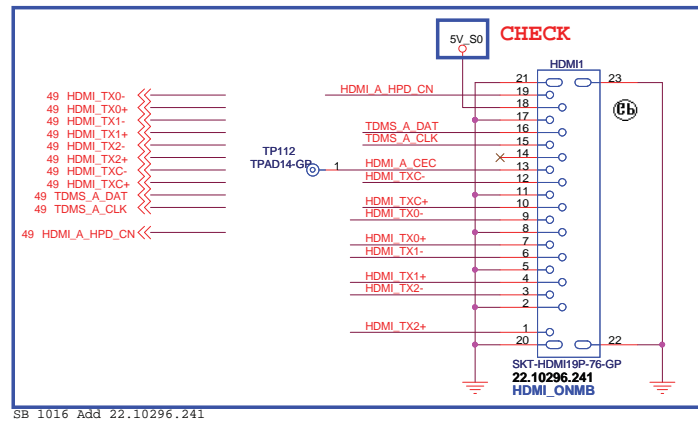 5V_S0
CHECK
HDMI1
49 HDMI_TX0-
49 HDMI_TX0+
49 HDMI_TX1-
49 HDMI_TX1+
49 HDMI_TX2-
49 HDMI_TX2+
49 HDMI_TXC-
49 HDMI_TXC+
49 TDMS_A_DAT
49 TDMS_A_CLK
49 HDMI_A_HPD_CN
TP112
TPAD14-GP
1
HDMI_A_HPD_CN
TDMS_A_DAT
TDMS_A_CLK
HDMI_A_CEC
HDMI_TXC-
HDMI_TXC+
HDMI_TX0-
HDMI_TX0+
HDMI_TX1-
HDMI_TX1+
HDMI_TX2-
HDMI_TX2+
21
19
18
17
16
15
14
13
12
11
10
9
8
7
6
5
4
3
2
1
20
23
22
SKT-HDMI19P-76-GP
22.10296.241
HDMI_ONMB
SB 1016 Add 22.10296.241